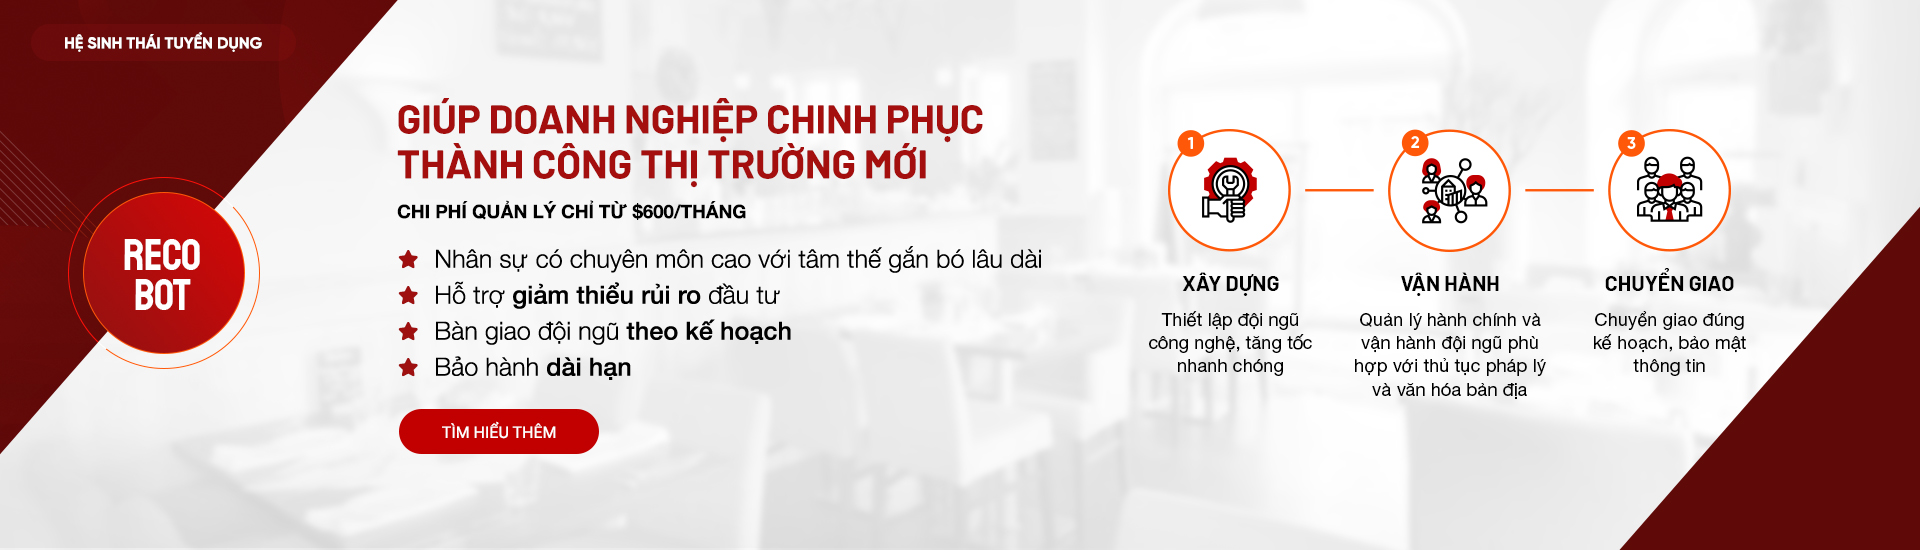 HỆ SINH THÁI TUYỂN DỤNG
RECO
BOT
GIÚP DOANH NGHIỆP CHINH PHỤC
THÀNH CÔNG THỊ TRƯỜNG MỚI
CHI PHÍ QUẢN LÝ CHỈ TỪ $600/THÁNG
Nhân sự có chuyên môn cao với tâm thế gắn bó lâu dài
Hỗ trợ giảm thiểu rủi ro đầu tư
Bàn giao đội ngũ theo kế hoạch
Bảo hành dài hạn
TÌM HIỂU THÊM
1
XÂY DỰNG
Thiết lập đội ngũ
công nghệ, tăng tốc
nhanh chóng
2
VẬN HÀNH
Quản lý hành chính và
vận hành đội ngũ phù
hợp với thủ tục pháp lý
và văn hóa bản địa
3
CHUYỂN GIAO
Chuyển giao đúng
kế hoạch, bảo mật
thông tin